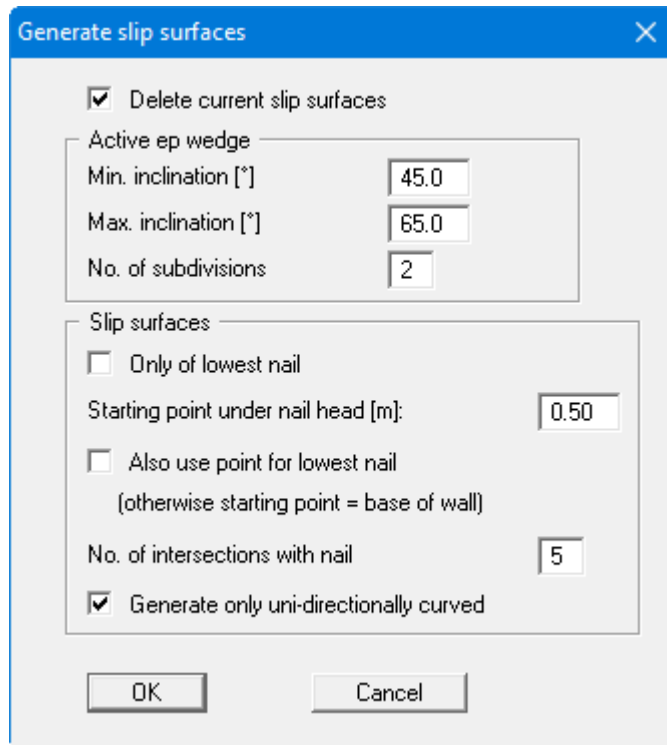 Generate slip surfaces
Delete current slip surfaces
Active ep wedge
Min. inclination [°] 45.0
Max. inclination [°] 65.0
No. of subdivisions 2
Slip surfaces
Only of lowest nail
Starting point under nail head [m]: 0.50
Also use point for lowest nail
(otherwise starting point = base of wall)
No. of intersections with nail 5
Generate only uni-directionally curved
OK Cancel